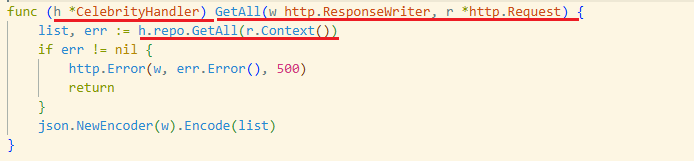 func (h *CelebrityHandler) GetAll(w http.ResponseWriter, r *http.Request) {
    list, err := h.repo.GetAll(r.Context())
    if err != nil {
        http.Error(w, err.Error(), 500)
        return
    }
    json.NewEncoder(w).Encode(list)
}